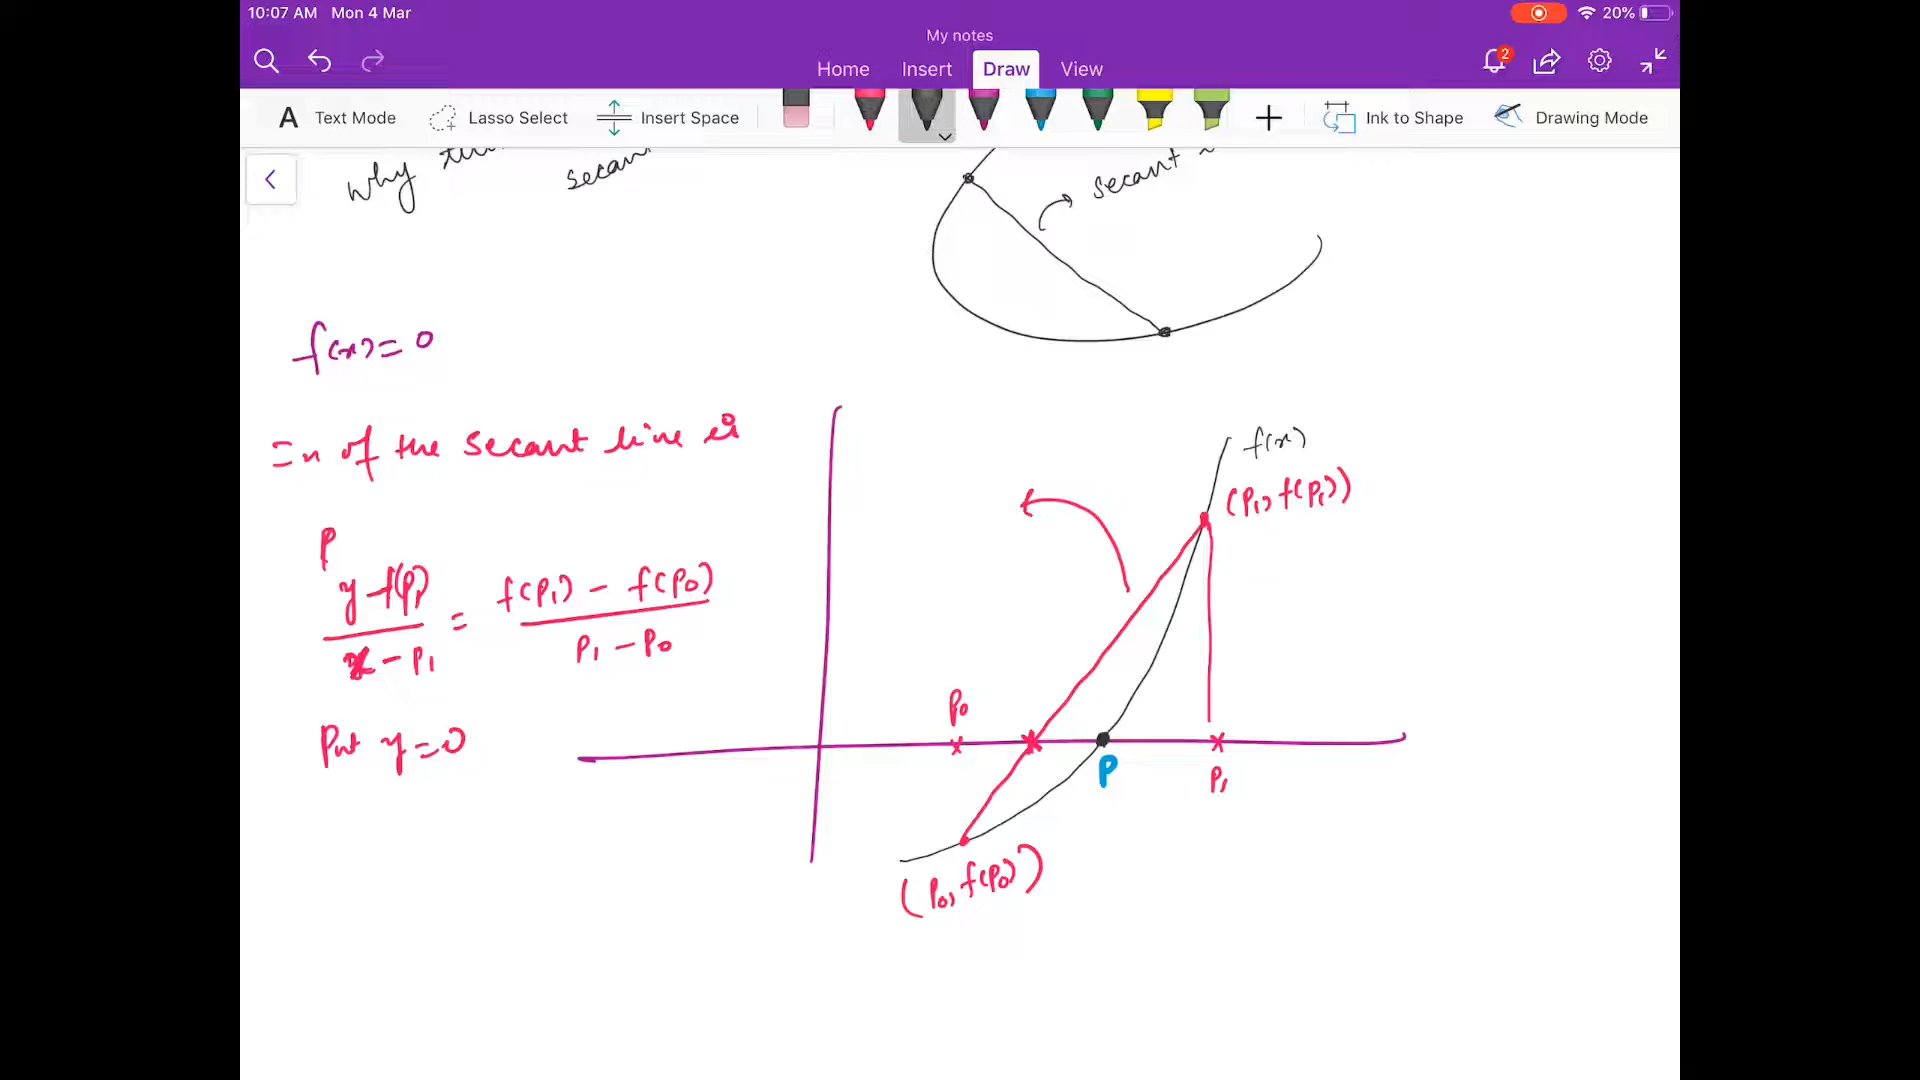 10:07 AM Mon 4 Mar
20%
My notes
Home Insert Draw View
2
A Text Mode Lasso Select Insert Space + Ink to Shape Drawing Mode
why
secan
secant
f(x)=0
=n of the secant line is
P
y-f(P1 / x-P1 = f(P1) - f(P0) / P1 - P0
Put y=0
f(x)
(P1, f(P1))
P0
P
P1
(P0, f(P0))